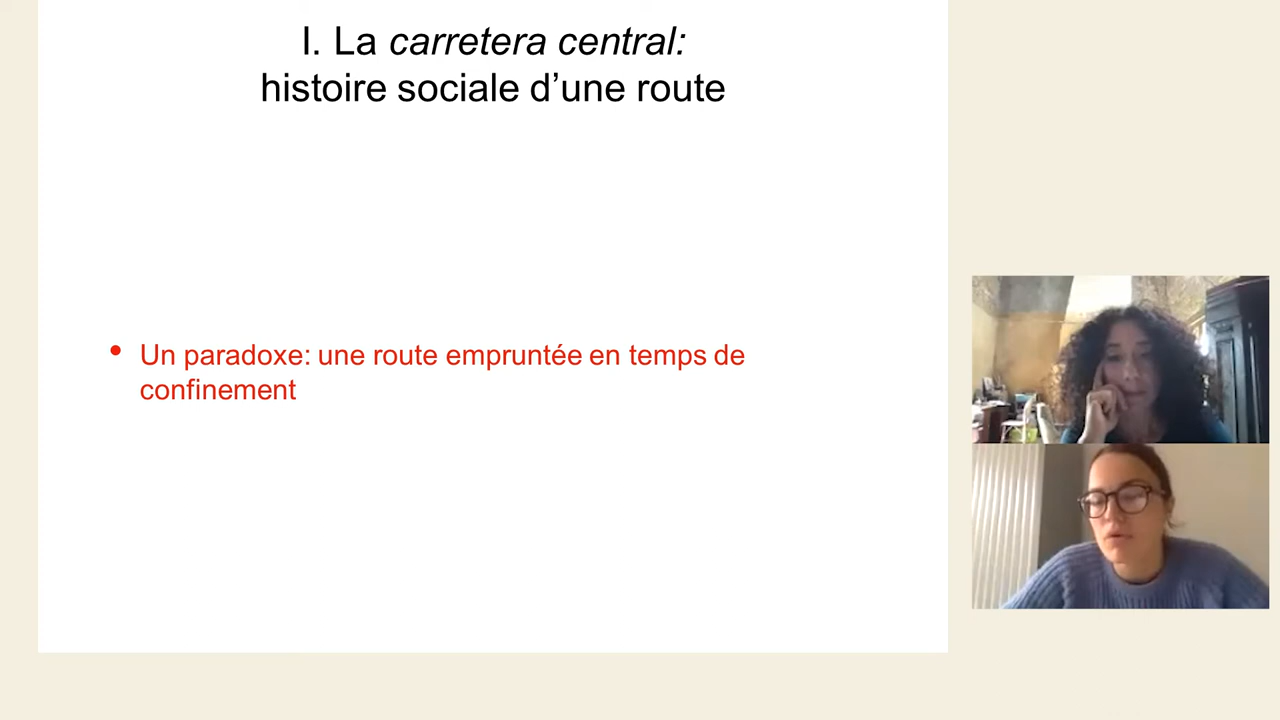 I. La carretera central:
histoire sociale d’une route
• Un paradoxe: une route empruntée en temps de
confinement